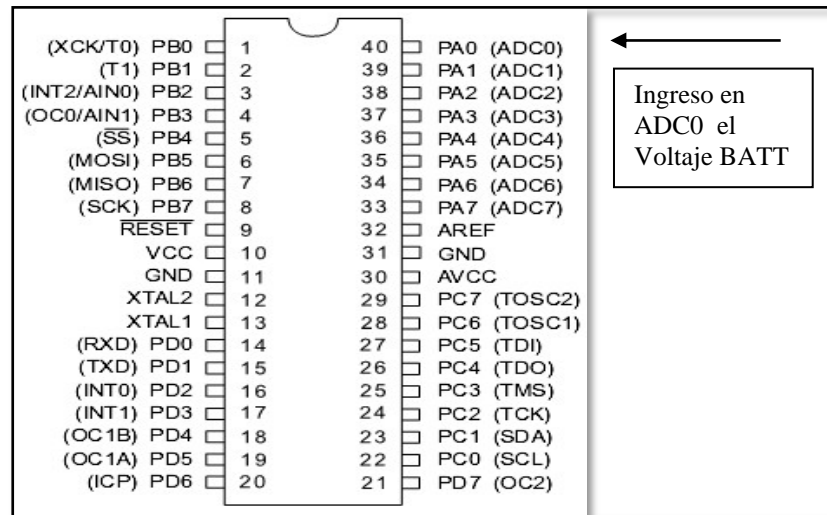 (XCK/T0) PB0 1 40 PA0 (ADC0)
(T1) PB1 2 39 PA1 (ADC1)
(INT2/AIN0) PB2 3 38 PA2 (ADC2)
(OC0/AIN1) PB3 4 37 PA3 (ADC3)
(SS) PB4 5 36 PA4 (ADC4)
(MOSI) PB5 6 35 PA5 (ADC5)
(MISO) PB6 7 34 PA6 (ADC6)
(SCK) PB7 8 33 PA7 (ADC7)
RESET 9 32 AREF
VCC 10 31 GND
GND 11 30 AVCC
XTAL2 12 29 PC7 (TOSC2)
XTAL1 13 28 PC6 (TOSC1)
(RXD) PD0 14 27 PC5 (TDI)
(TXD) PD1 15 26 PC4 (TDO)
(INT0) PD2 16 25 PC3 (TMS)
(INT1) PD3 17 24 PC2 (TCK)
(OC1B) PD4 18 23 PC1 (SDA)
(OC1A) PD5 19 22 PC0 (SCL)
(ICP) PD6 20 21 PD7 (OC2)
Ingreso en
ADC0 el
Voltaje BATT